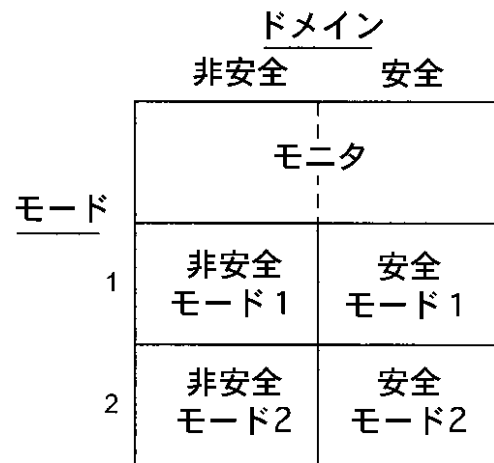 ドメイン
非安全 安全
モニタ
モード
1 非安全 安全
モード1 モード1
2 非安全 安全
モード2 モード2